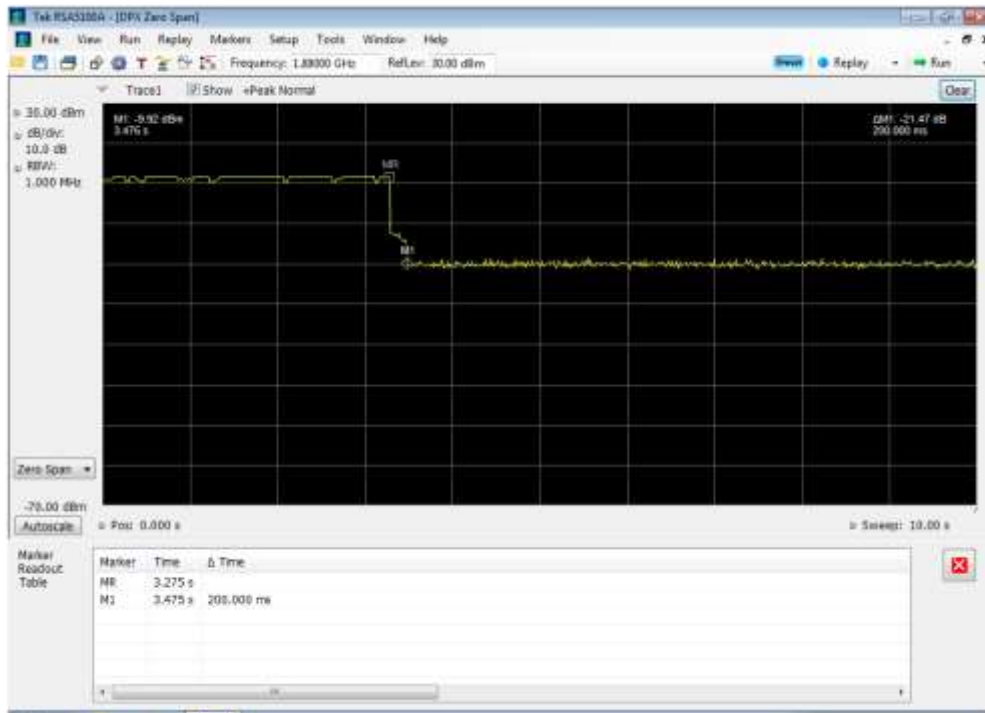 Tek RSA5100A - [DPX Zero Span]
File View Run Replay Markers Setup Tools Window Help
T Frequency: 1.88000 GHz RefLev: 30.00 dBm Preset Replay Run
Trace1 Show +Peak Normal Clear
30.00 dBm
dB/div:
10.0 dB
RBW:
1.000 MHz
M1: -9.92 dBm
3.476 s
ΔM1: -21.47 dB
200.000 ms
MR
M1
Zero Span
-70.00 dBm
Autoscale Pos: 0.000 s Sweep: 10.00 s
Marker
Readout
Table
Marker Time Δ Time
MR 3.275 s
M1 3.475 s 200.000 ms